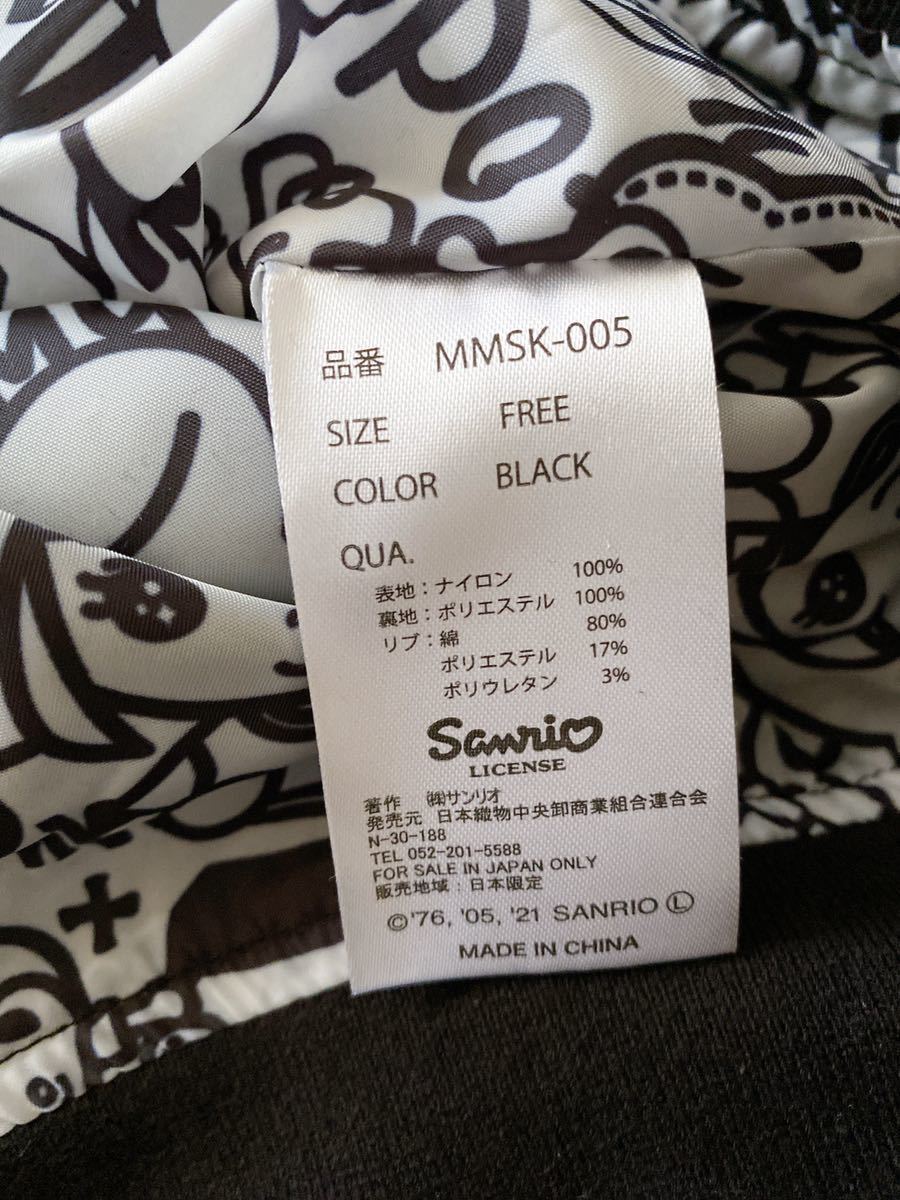 品番 MMSK-005
SIZE FREE
COLOR BLACK
QUA.
表地：ナイロン 100%
裏地：ポリエステル 100%
リブ：綿 80%
ポリエステル 17%
ポリウレタン 3%
Sanrio
LICENSE
著作 ㈱サンリオ
発売元 日本織物中央卸商業組合連合会
N-30-188
TEL 052-201-5588
FOR SALE IN JAPAN ONLY
販売地域：日本限定
©'76, '05, '21 SANRIO Ⓛ
MADE IN CHINA